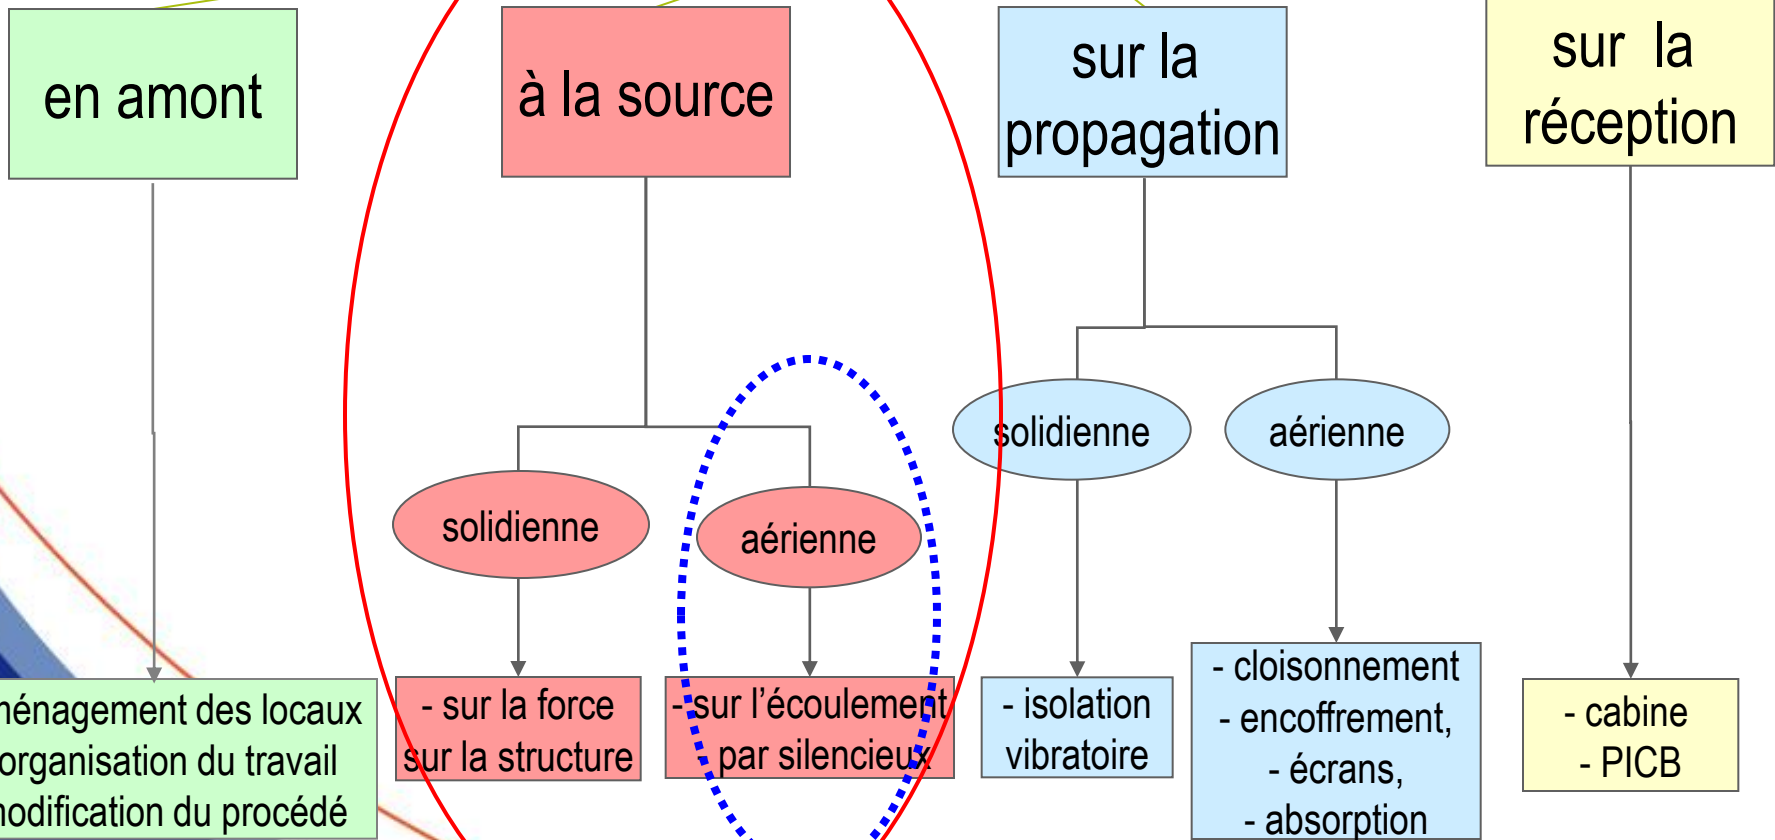 en amont
à la source
sur la
propagation
sur la
réception
solidienne
aérienne
solidienne
aérienne
ménagement des locaux
organisation du travail
modification du procédé
- sur la force
sur la structure
- sur l'écoulement
- par silencieux
- isolation
vibratoire
- cloisonnement
- encoffrement,
- écrans,
- absorption
- cabine
- PICB